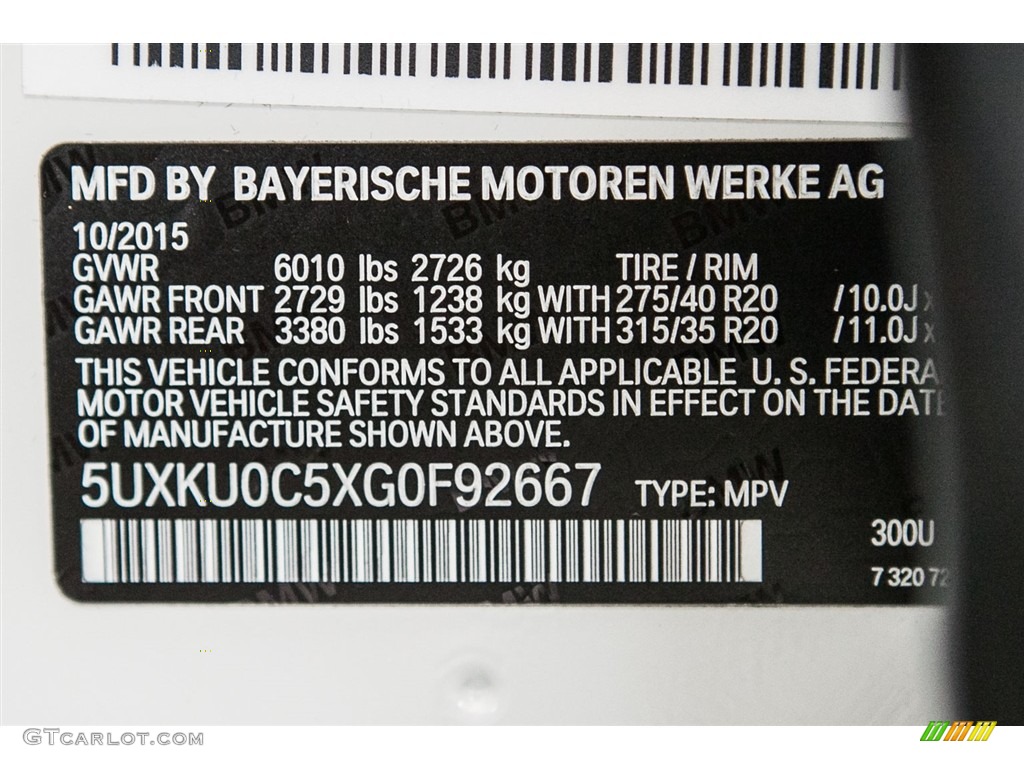 MFD BY BAYERISCHE MOTOREN WERKE AG
10/2015
GVWR 6010 lbs 2726 kg TIRE / RIM
GAWR FRONT 2729 lbs 1238 kg WITH 275/40 R20 /10.0J x
GAWR REAR 3380 lbs 1533 kg WITH 315/35 R20 /11.0J x
THIS VEHICLE CONFORMS TO ALL APPLICABLE U. S. FEDERA
MOTOR VEHICLE SAFETY STANDARDS IN EFFECT ON THE DATE
OF MANUFACTURE SHOWN ABOVE.
5UXKU0C5XG0F92667 TYPE: MPV
300U
7 320 72
GTCARLOT.COM